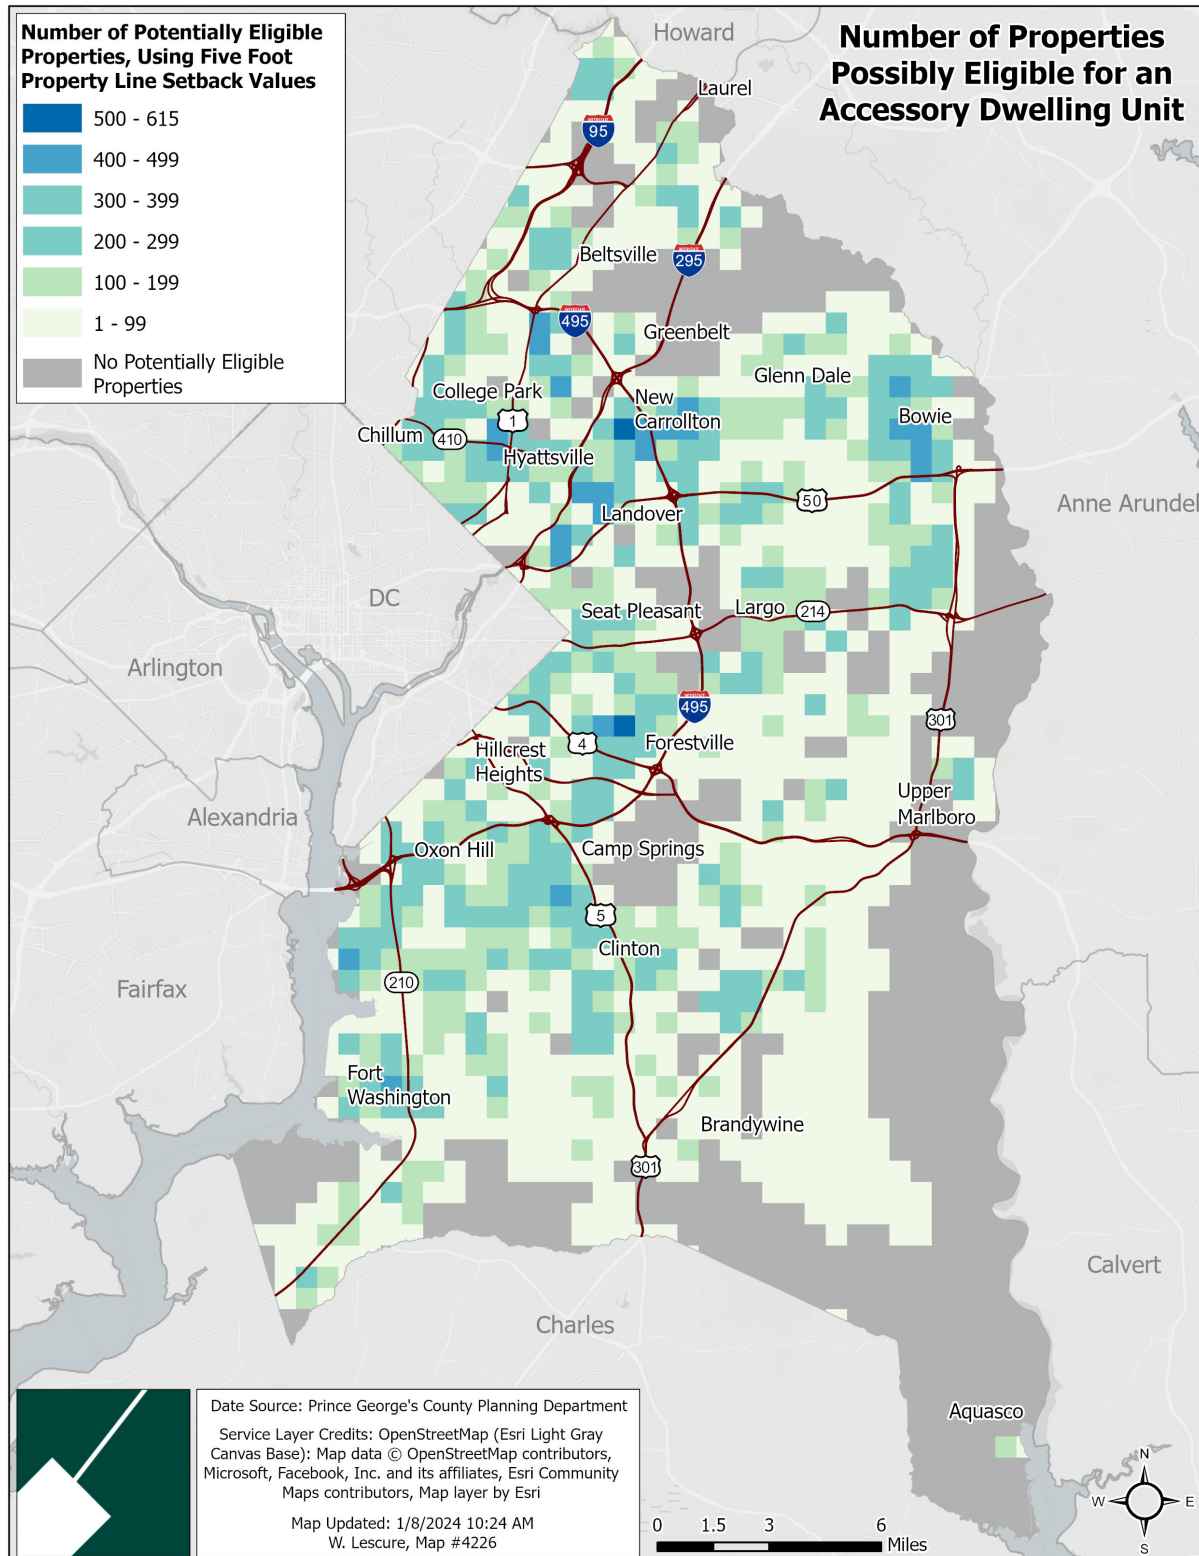 Number of Potentially Eligible
Properties, Using Five Foot
Property Line Setback Values
500 - 615
400 - 499
300 - 399
200 - 299
100 - 199
1 - 99
No Potentially Eligible
Properties
Number of Properties
Possibly Eligible for an
Accessory Dwelling Unit
Howard
Laurel
95
Beltsville
295
495
Greenbelt
Glenn Dale
College Park
New
Carrollton
Bowie
1
Chillum
410
Hyattsville
50
Anne Arundel
Landover
DC
Seat Pleasant
Largo
214
Arlington
495
301
4
Forestville
Hillcrest
Heights
Upper
Marlboro
Alexandria
Oxon Hill
Camp Springs
5
Clinton
Fairfax
210
Fort
Washington
Brandywine
301
Calvert
Charles
Aquasco
Date Source: Prince George's County Planning Department
Service Layer Credits: OpenStreetMap (Esri Light Gray
Canvas Base): Map data © OpenStreetMap contributors,
Microsoft, Facebook, Inc. and its affiliates, Esri Community
Maps contributors, Map layer by Esri
Map Updated: 1/8/2024 10:24 AM
W. Lescure, Map #4226
0 1.5 3 6
Miles
N
W E
S